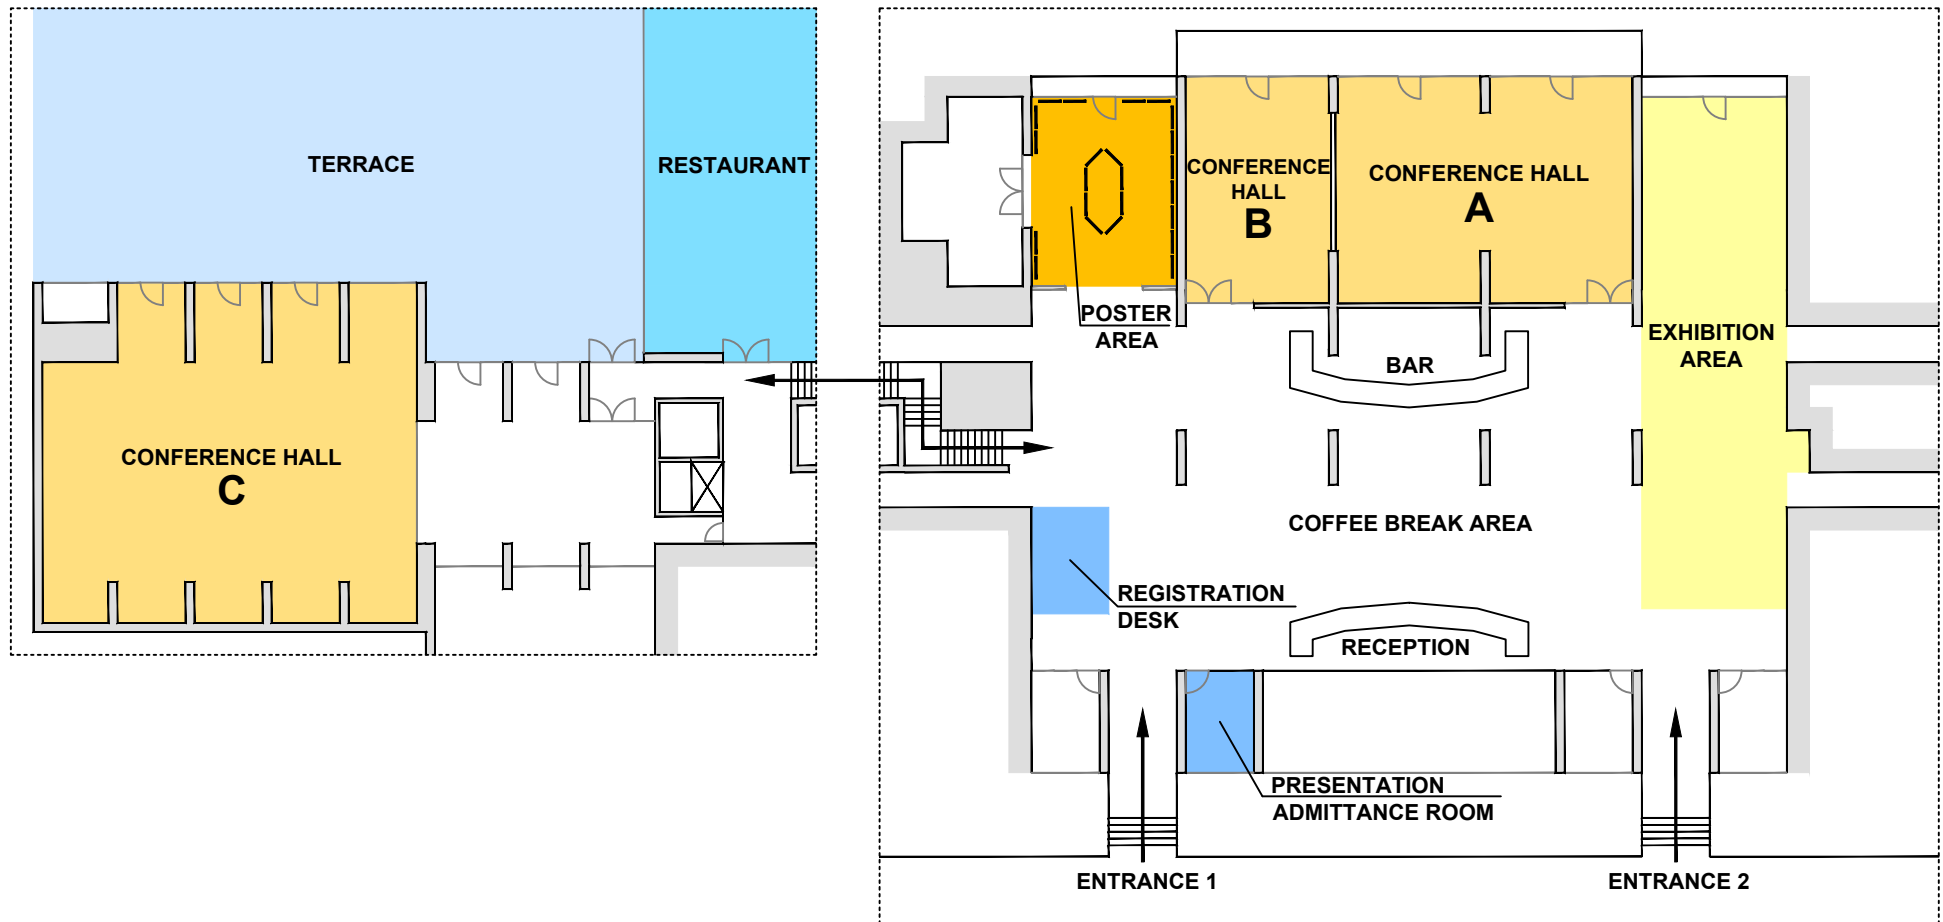 TERRACE
RESTAURANT
CONFERENCE HALL
C
CONFERENCE
HALL
B
CONFERENCE HALL
A
POSTER
AREA
BAR
EXHIBITION
AREA
COFFEE BREAK AREA
REGISTRATION
DESK
RECEPTION
PRESENTATION
ADMITTANCE ROOM
ENTRANCE 1
ENTRANCE 2